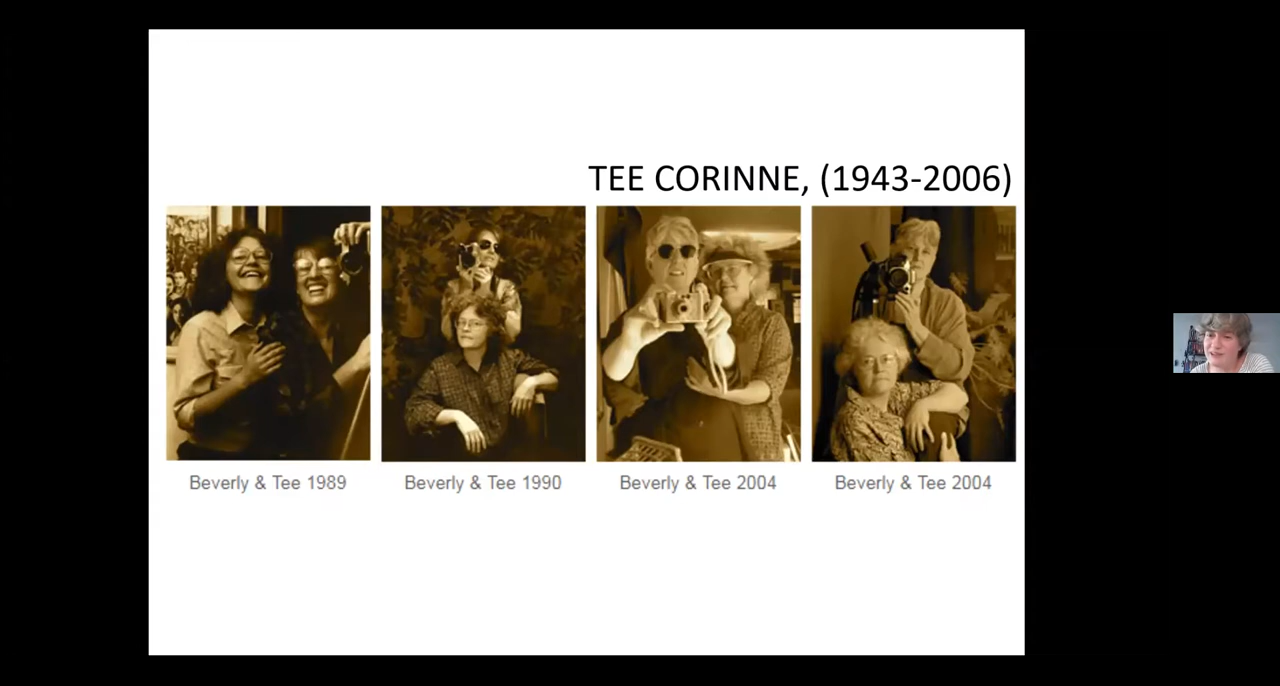 TEE CORINNE, (1943-2006)
Beverly & Tee 1989
Beverly & Tee 1990
Beverly & Tee 2004
Beverly & Tee 2004